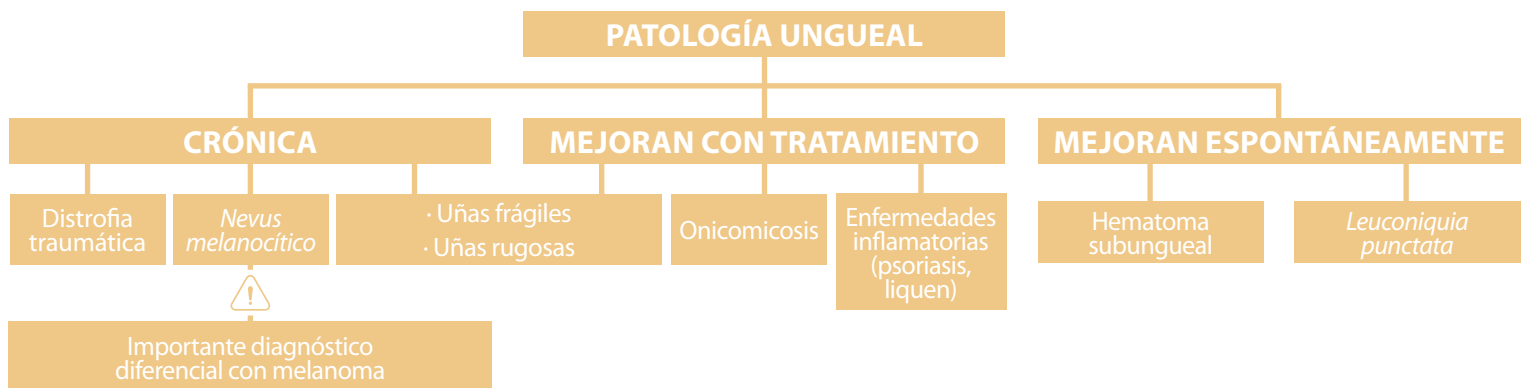 PATOLOGÍA UNGUEAL
CRÓNICA
MEJORAN CON TRATAMIENTO
MEJORAN ESPONTÁNEAMENTE
Distrofia
traumática
Nevus
melanocítico
· Uñas frágiles
· Uñas rugosas
Onicomicosis
Enfermedades
inflamatorias
(psoriasis,
liquen)
Hematoma
subungueal
Leuconiquia
punctata
!
Importante diagnóstico
diferencial con melanoma